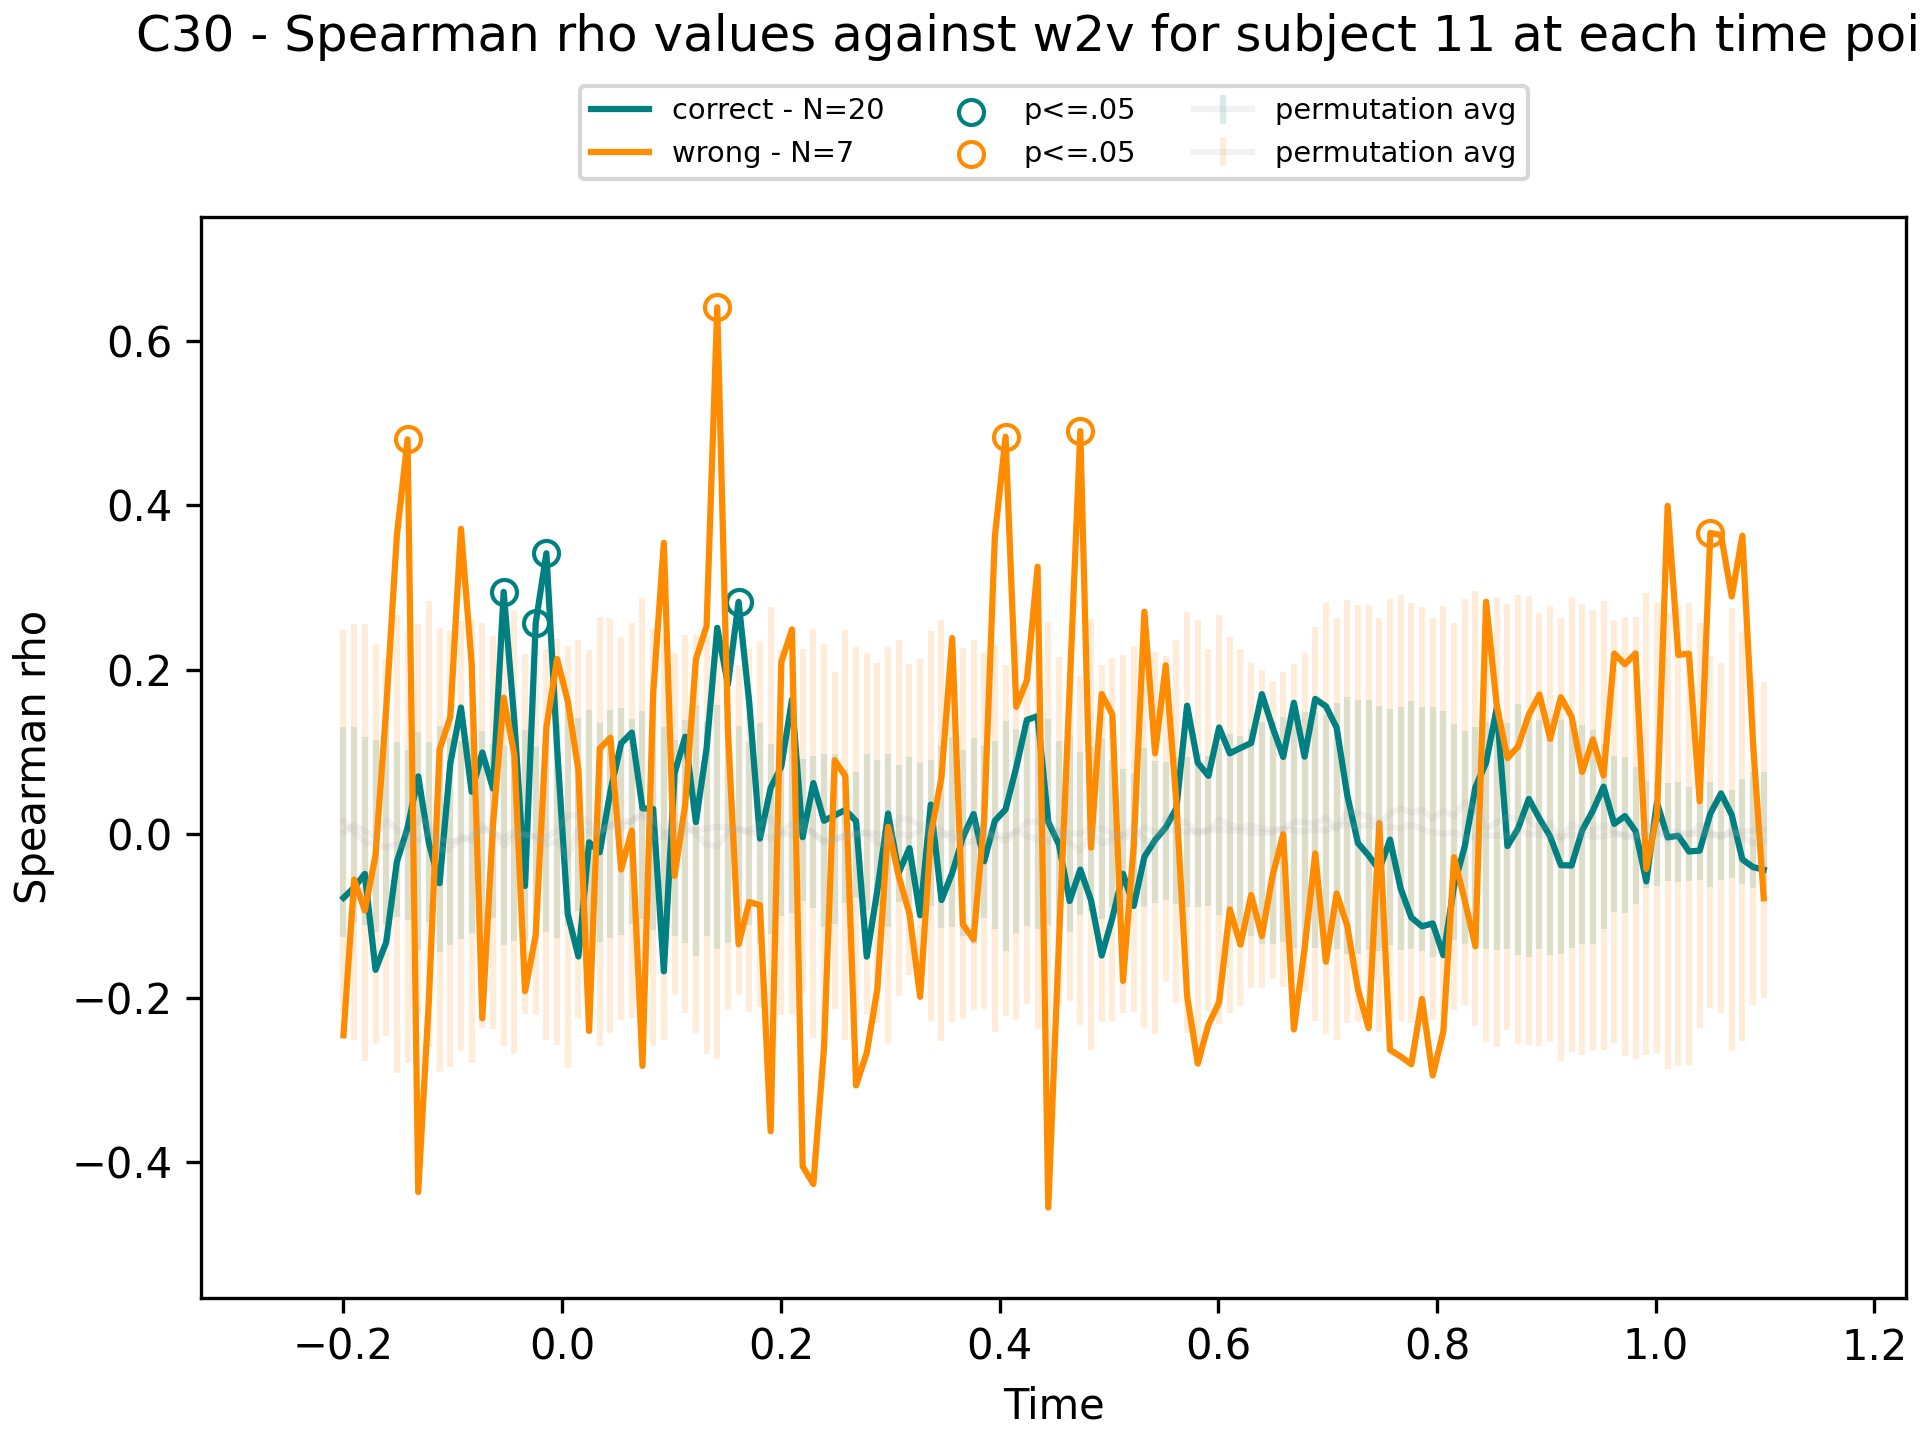 C30 - Spearman rho values against w2v for subject 11 at each time poi
correct - N=20
wrong - N=7
p<=.05
p<=.05
permutation avg
permutation avg
Spearman rho
0.6
0.4
0.2
0.0
−0.2
−0.4
−0.2 0.0 0.2 0.4 0.6 0.8 1.0 1.2
Time